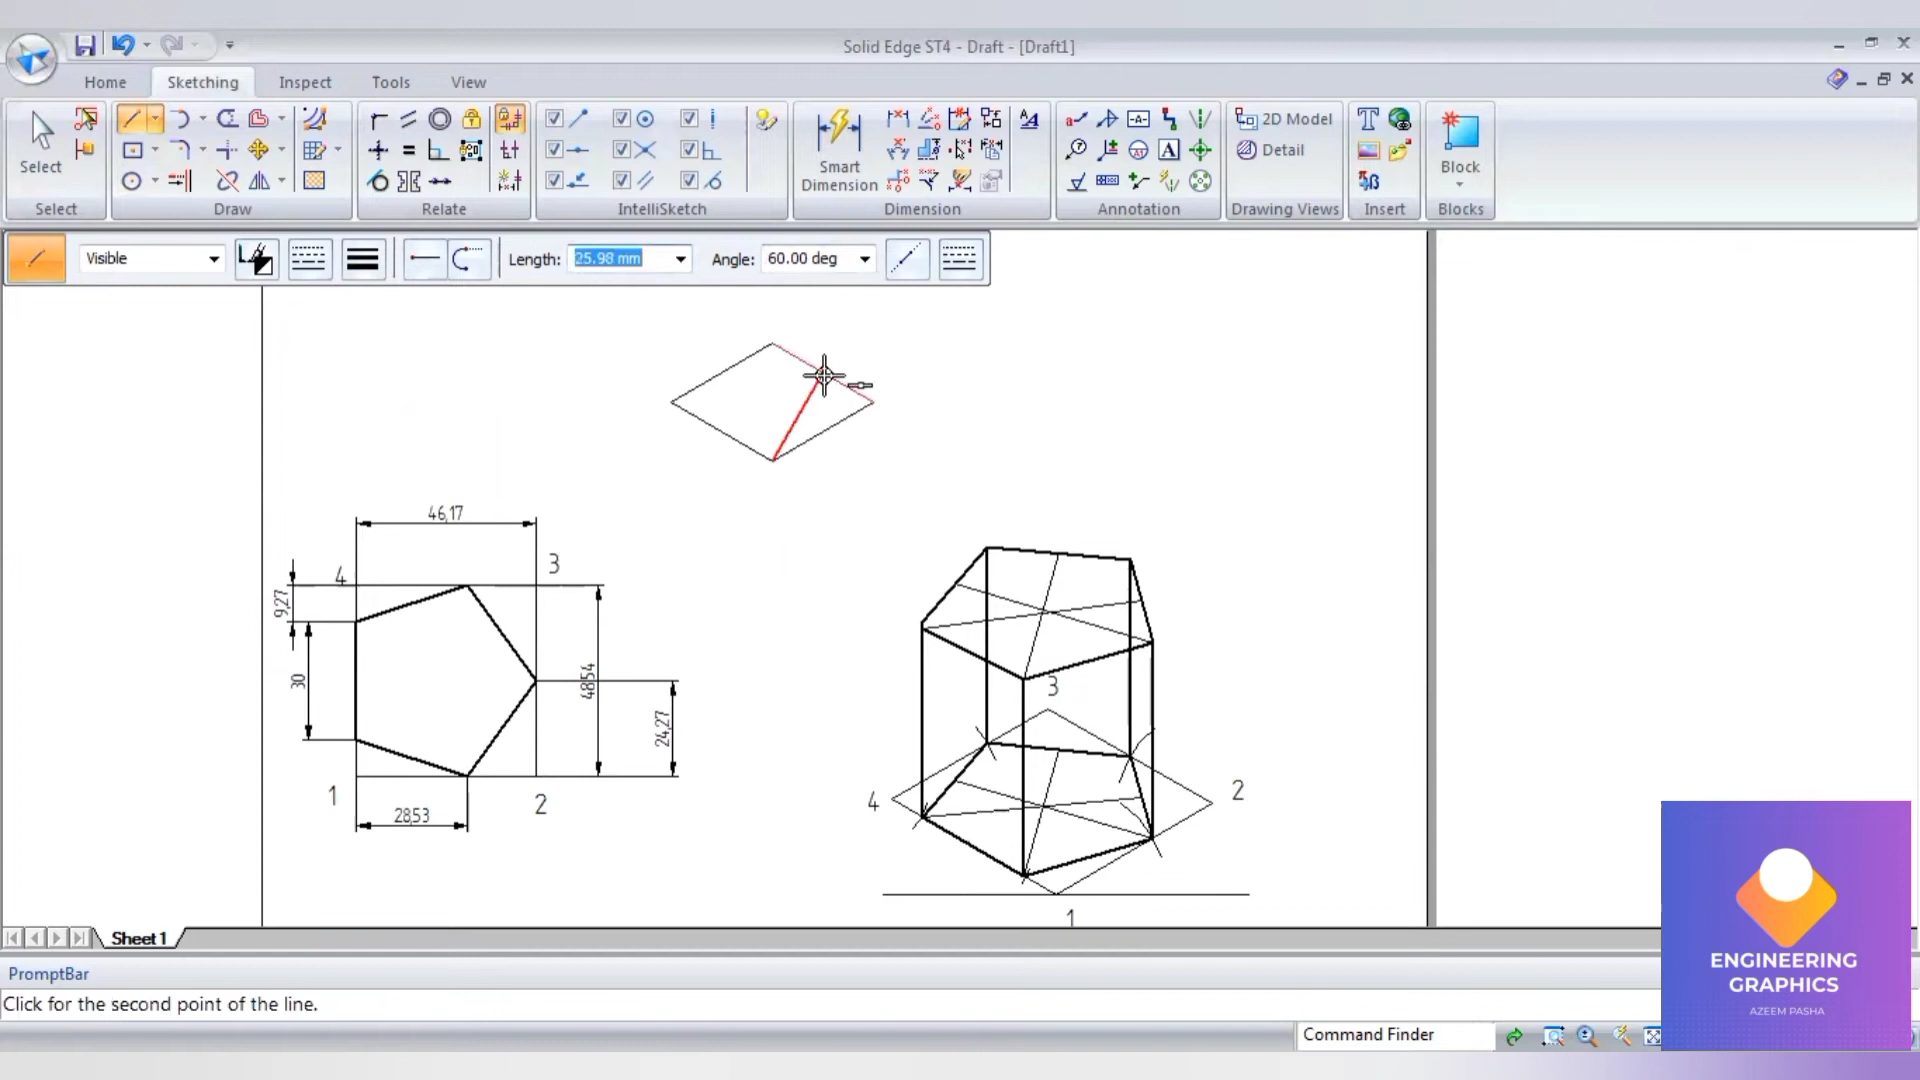 Solid Edge ST4 - Draft - [Draft1]
Home Sketching Inspect Tools View
Select
Smart Dimension
2D Model
Detail
Block
Select Draw Relate IntelliSketch Dimension Annotation Drawing Views Insert Blocks
Visible Length: 25.98 mm Angle: 60.00 deg
46,17
4
3
9,27
30
48,54
24,27
1
2
28,53
3
4
2
1
Sheet1
PromptBar
Click for the second point of the line.
Command Finder
ENGINEERING
GRAPHICS
AZEEM PASHA